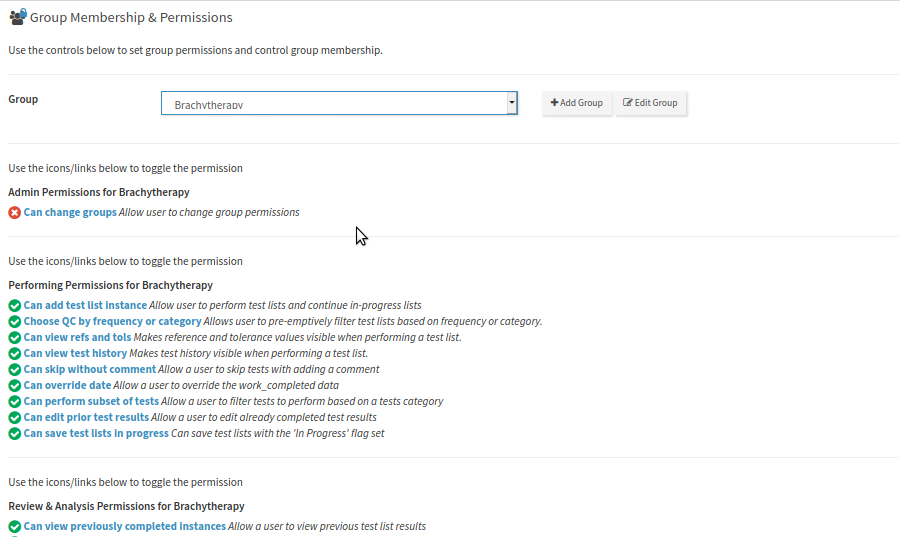 Group Membership & Permissions
Use the controls below to set group permissions and control group membership.
Group Brachytherapy Add Group Edit Group
Use the icons/links below to toggle the permission
Admin Permissions for Brachytherapy
Can change groups Allow user to change group permissions
Use the icons/links below to toggle the permission
Performing Permissions for Brachytherapy
Can add test list instance Allow user to perform test lists and continue in-progress lists
Choose QC by frequency or category Allows user to pre-emptively filter test lists based on frequency or category.
Can view refs and tols Makes reference and tolerance values visible when performing a test list.
Can view test history Makes test history visible when performing a test list.
Can skip without comment Allow a user to skip tests with adding a comment
Can override date Allow a user to override the work_completed data
Can perform subset of tests Allow a user to filter tests to perform based on a tests category
Can edit prior test results Allow a user to edit already completed test results
Can save test lists in progress Can save test lists with the 'In Progress' flag set
Use the icons/links below to toggle the permission
Review & Analysis Permissions for Brachytherapy
Can view previously completed instances Allow a user to view previous test list results